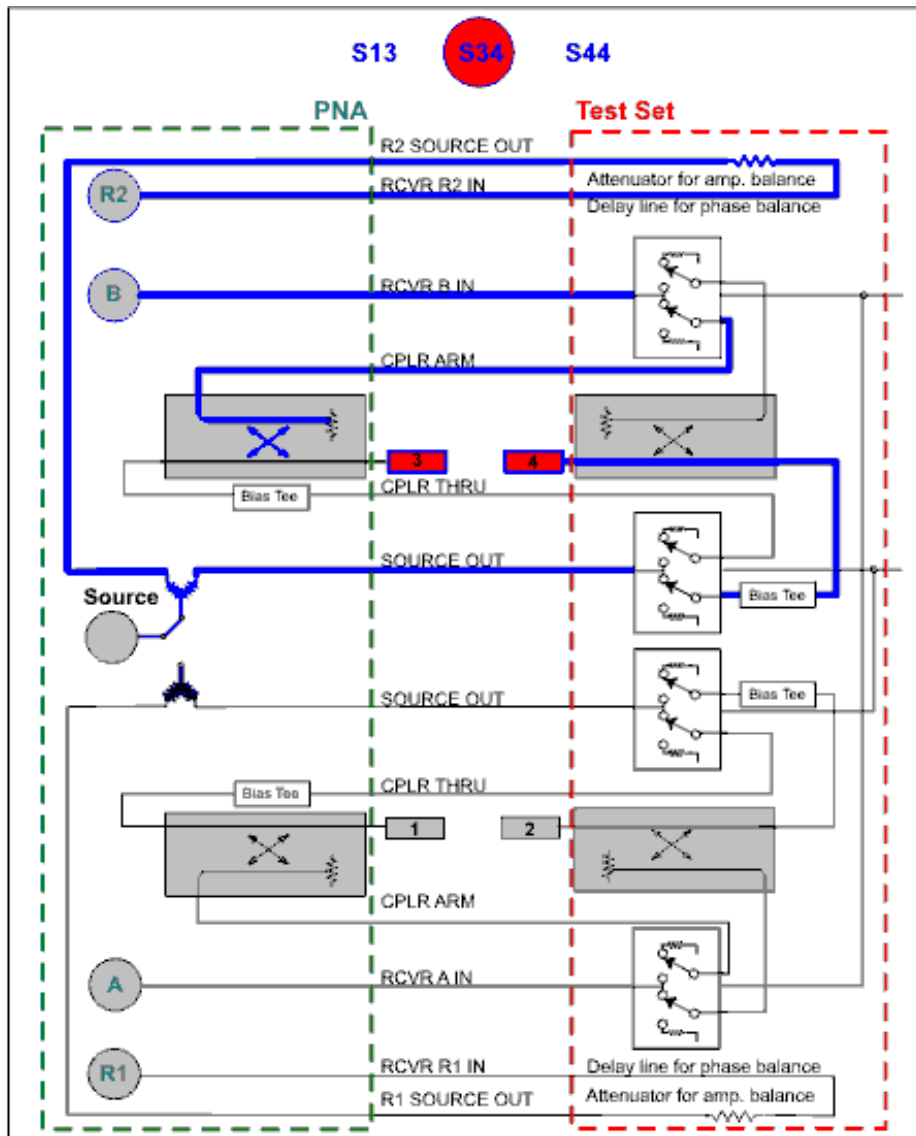 S13 S34 S44
PNA Test Set
R2 SOURCE OUT
R2 RCVR R2 IN Attenuator for amp. balance
Delay line for phase balance
B RCVR B IN
CPLR ARM
3 4
CPLR THRU
Bias Tee
SOURCE OUT
Source Bias Tee
SOURCE OUT Bias Tee
CPLR THRU
Bias Tee
1 2
CPLR ARM
A RCVR A IN
R1 RCVR R1 IN Delay line for phase balance
R1 SOURCE OUT Attenuator for amp. balance